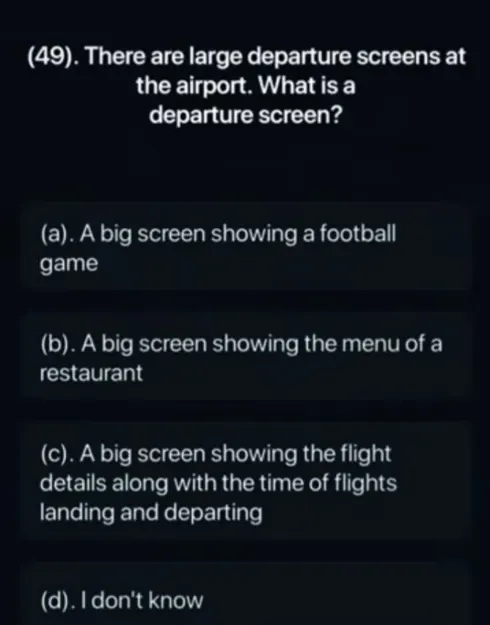 (49). There are large departure screens at
the airport. What is a
departure screen?
(a). A big screen showing a football
game
(b). A big screen showing the menu of a
restaurant
(c). A big screen showing the flight
details along with the time of flights
landing and departing
(d). I don't know